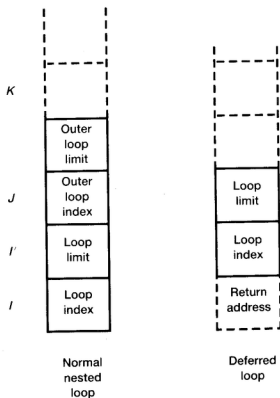 K
Outer
loop
limit
J
Outer
loop
index
Loop
limit
I'
Loop
limit
Loop
index
I
Loop
index
Return
address
Normal
nested
loop
Deferred
loop